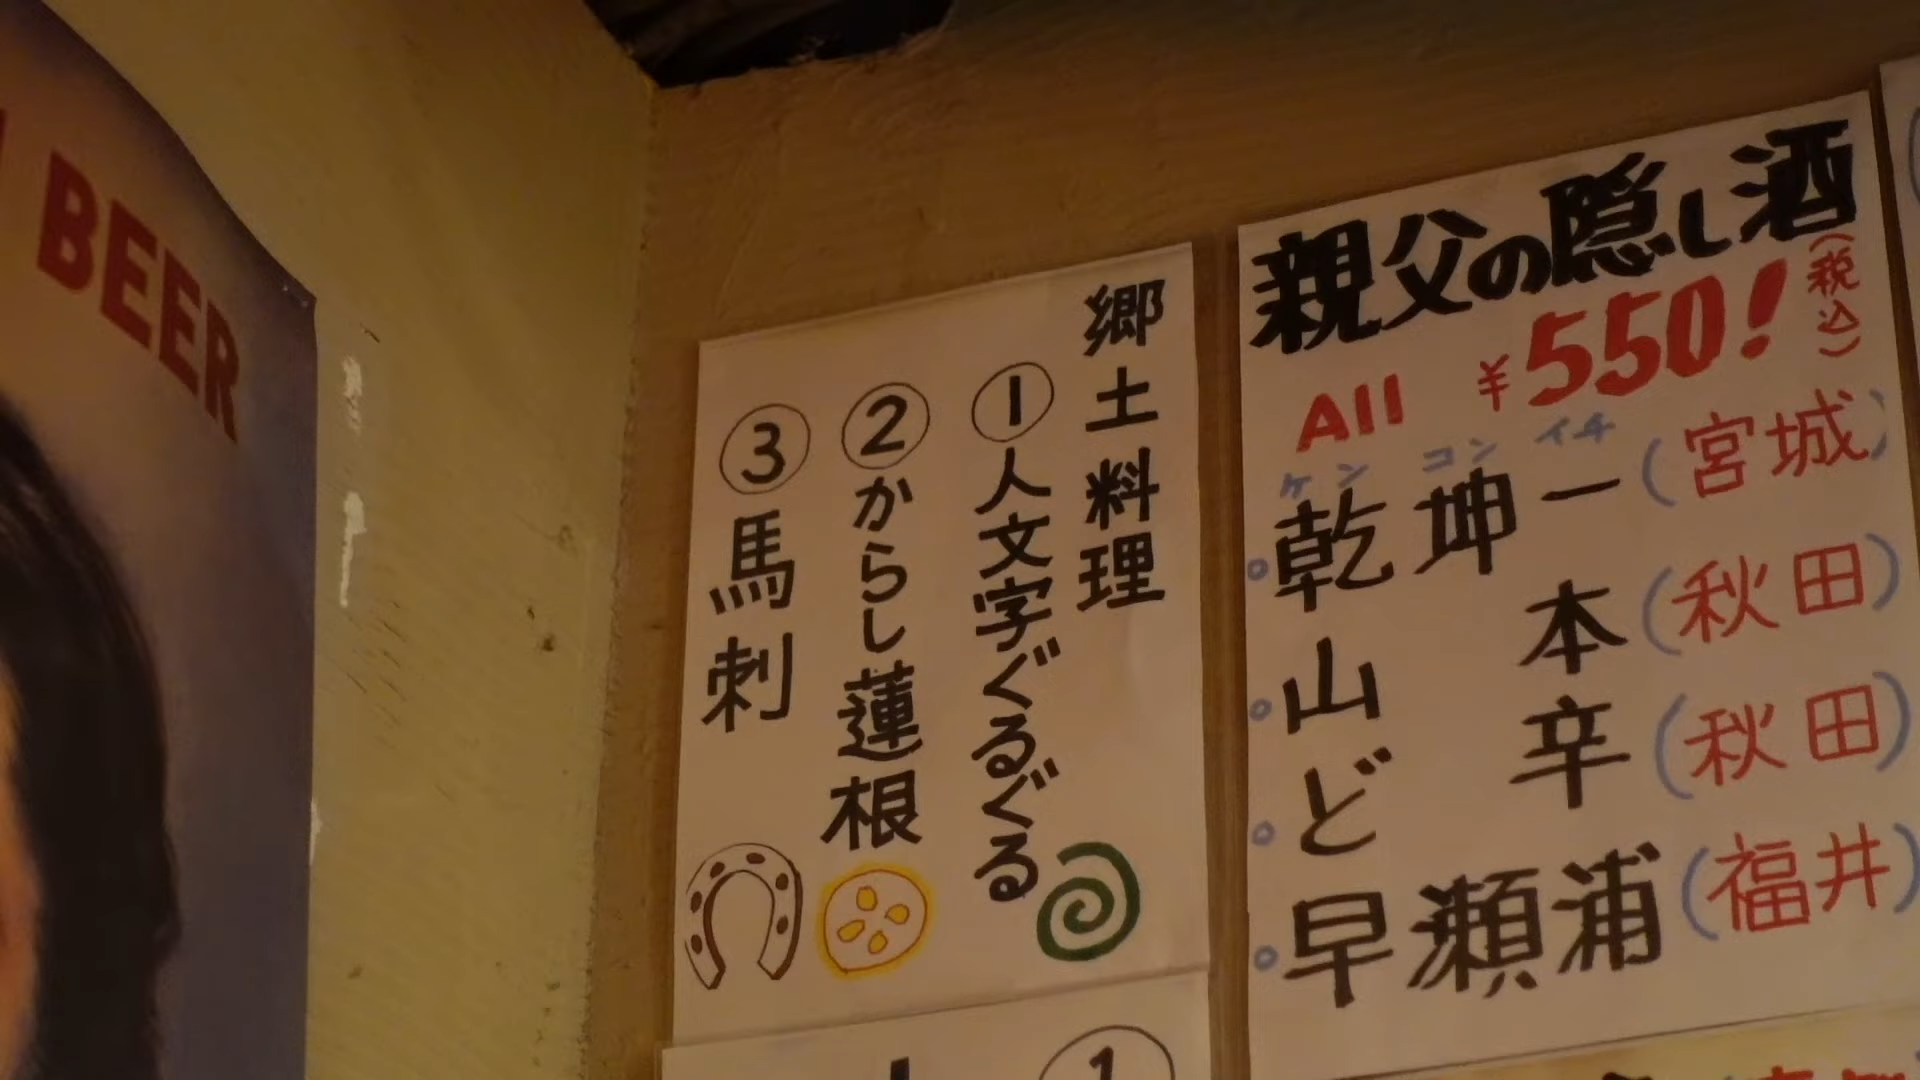 BEER
郷土料理
①人文字ぐるぐる
②からし蓮根
③馬刺
親父の隠し酒
All ¥550!(税込)
ケンコンイチ
乾坤一(宮城)
山本(秋田)
ど辛(秋田)
早瀬浦(福井)
①